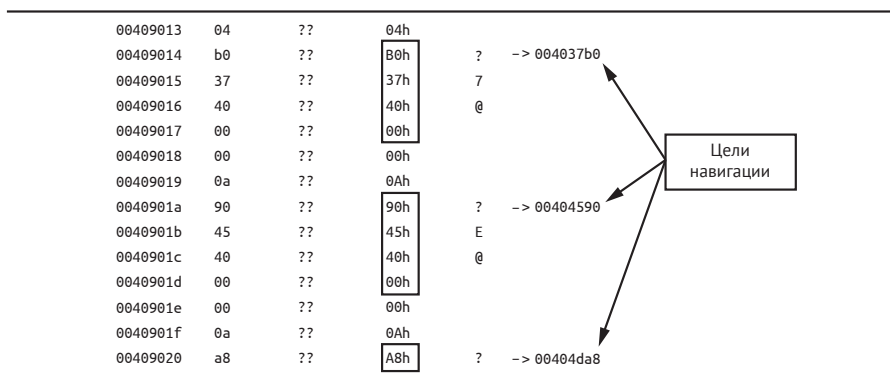 00409013 04 ?? 04h
00409014 b0 ?? B0h ? -> 004037b0
00409015 37 ?? 37h 7
00409016 40 ?? 40h @
00409017 00 ?? 00h
00409018 00 ?? 00h
00409019 0a ?? 0Ah
0040901a 90 ?? 90h ? -> 00404590
0040901b 45 ?? 45h E
0040901c 40 ?? 40h @
0040901d 00 ?? 00h
0040901e 00 ?? 00h
0040901f 0a ?? 0Ah
00409020 a8 ?? A8h ? -> 00404da8
Цели
навигации